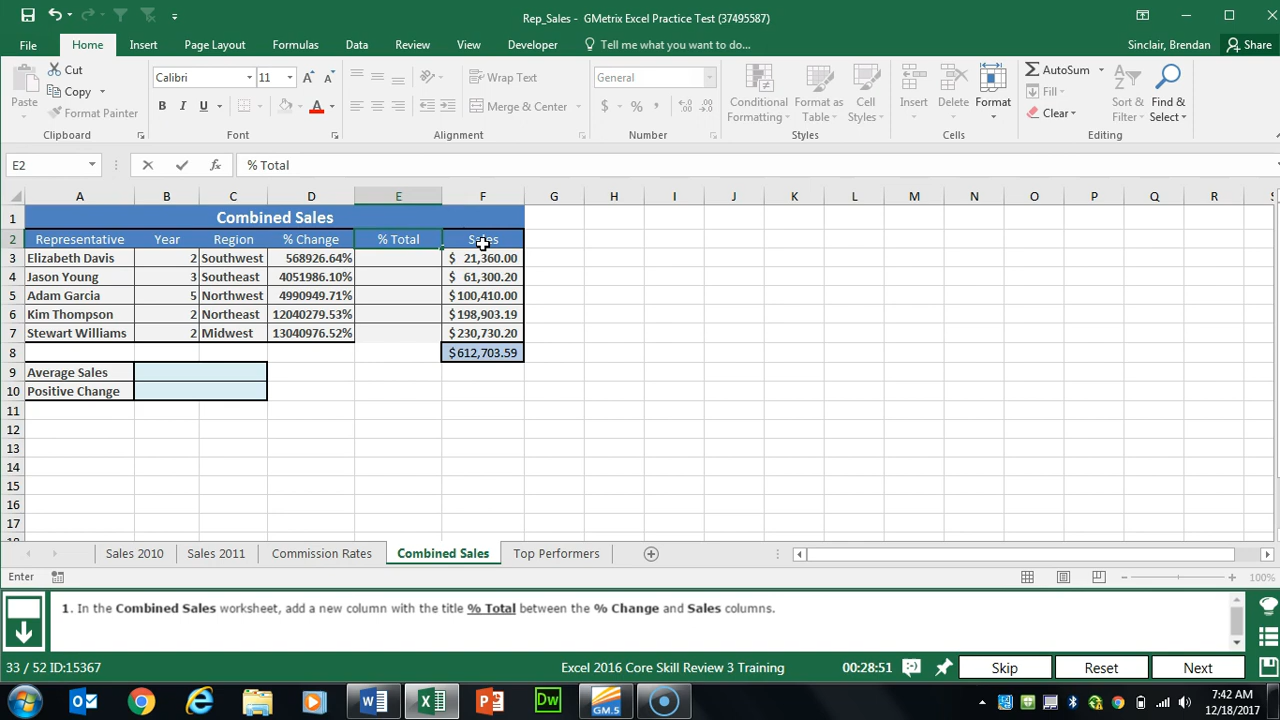 Rep_Sales - GMetrix Excel Practice Test (37495587)
File Home Insert Page Layout Formulas Data Review View Developer Tell me what you want to do... Sinclair, Brendan Share
Cut Calibri 11 Wrap Text General AutoSum
Paste Copy Conditional Formatting Format as Table Cell Styles Insert Delete Format Fill Sort & Filter Find & Select
Format Painter B I U A Merge & Center $ % , Clear
Clipboard Font Alignment Number Styles Cells Editing
E2 fx % Total
A B C D E F G H I J K L M N O P Q R S
1 Combined Sales
2 Representative Year Region % Change % Total Sales
3 Elizabeth Davis 2 Southwest 568926.64% $ 21,360.00
4 Jason Young 3 Southeast 4051986.10% $ 61,300.20
5 Adam Garcia 5 Northwest 4990949.71% $100,410.00
6 Kim Thompson 2 Northeast 12040279.53% $198,903.19
7 Stewart Williams 2 Midwest 13040976.52% $230,730.20
8 $612,703.59
9 Average Sales
10 Positive Change
11
12
13
14
15
16
17
18
Sales 2010 Sales 2011 Commission Rates Combined Sales Top Performers
Enter 100%
1. In the Combined Sales worksheet, add a new column with the title % Total between the % Change and Sales columns.
33 / 52 ID:15367 Excel 2016 Core Skill Review 3 Training 00:28:51 Skip Reset Next
GM.5 Dw 7:42 AM
12/18/2017